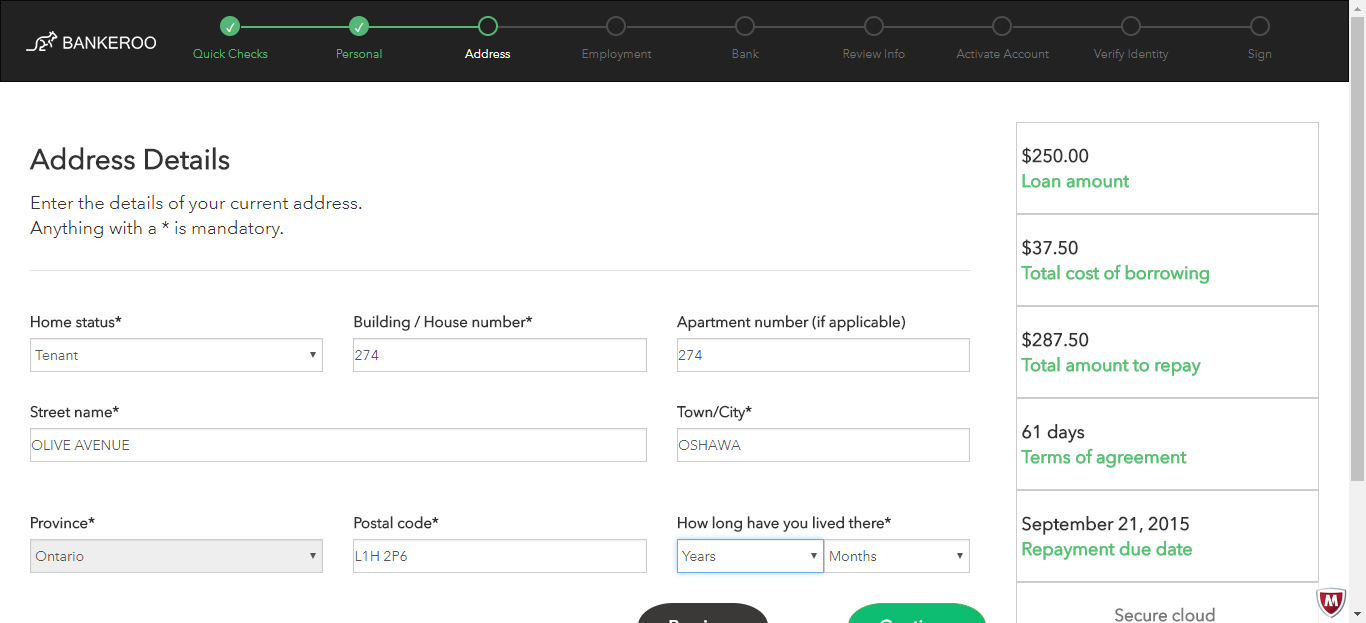 BANKEROO
Quick Checks
Personal
Address
Employment
Bank
Review Info
Activate Account
Verify Identity
Sign
Address Details
Enter the details of your current address.
Anything with a * is mandatory.
Home status*
Building / House number*
Apartment number (if applicable)
Tenant
274
274
Street name*
Town/City*
OLIVE AVENUE
OSHAWA
Province*
Postal code*
How long have you lived there*
Ontario
L1H 2P6
Years
Months
$250.00
Loan amount
$37.50
Total cost of borrowing
$287.50
Total amount to repay
61 days
Terms of agreement
September 21, 2015
Repayment due date
Secure cloud